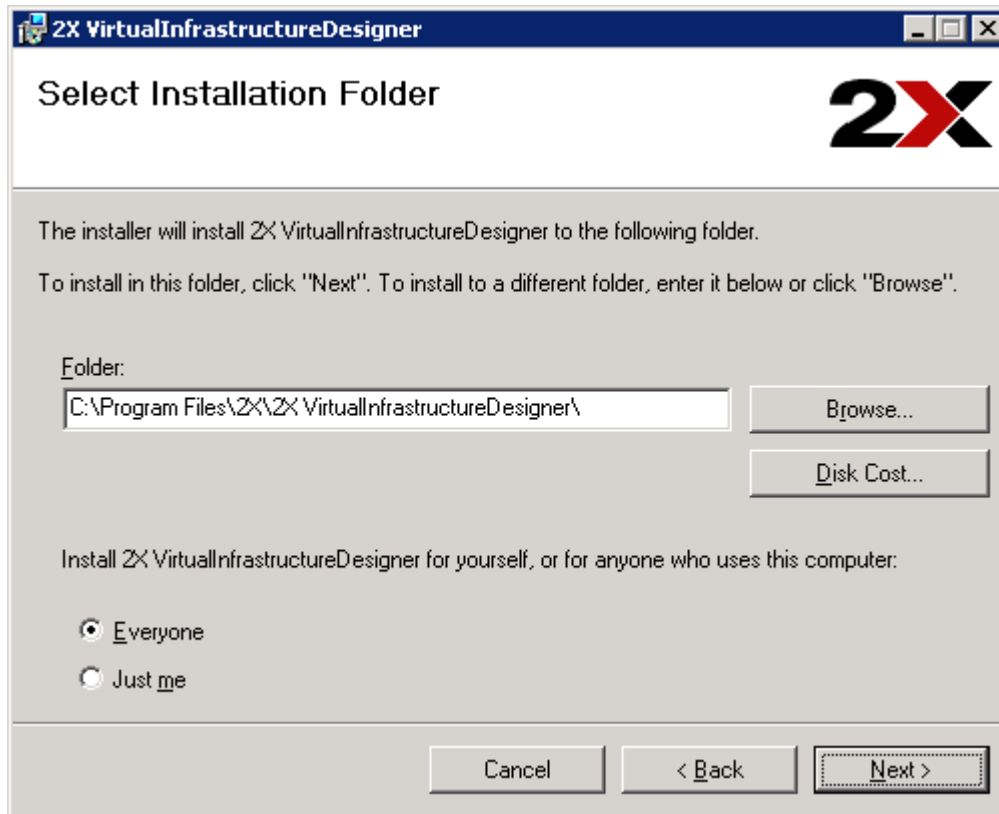 2X VirtualInfrastructureDesigner
Select Installation Folder
2X
The installer will install 2X VirtualInfrastructureDesigner to the following folder.
To install in this folder, click "Next". To install to a different folder, enter it below or click "Browse".
Folder:
C:\Program Files\2X\2X VirtualInfrastructureDesigner\
Browse...
Disk Cost...
Install 2X VirtualInfrastructureDesigner for yourself, or for anyone who uses this computer:
Everyone
Just me
Cancel
< Back
Next >